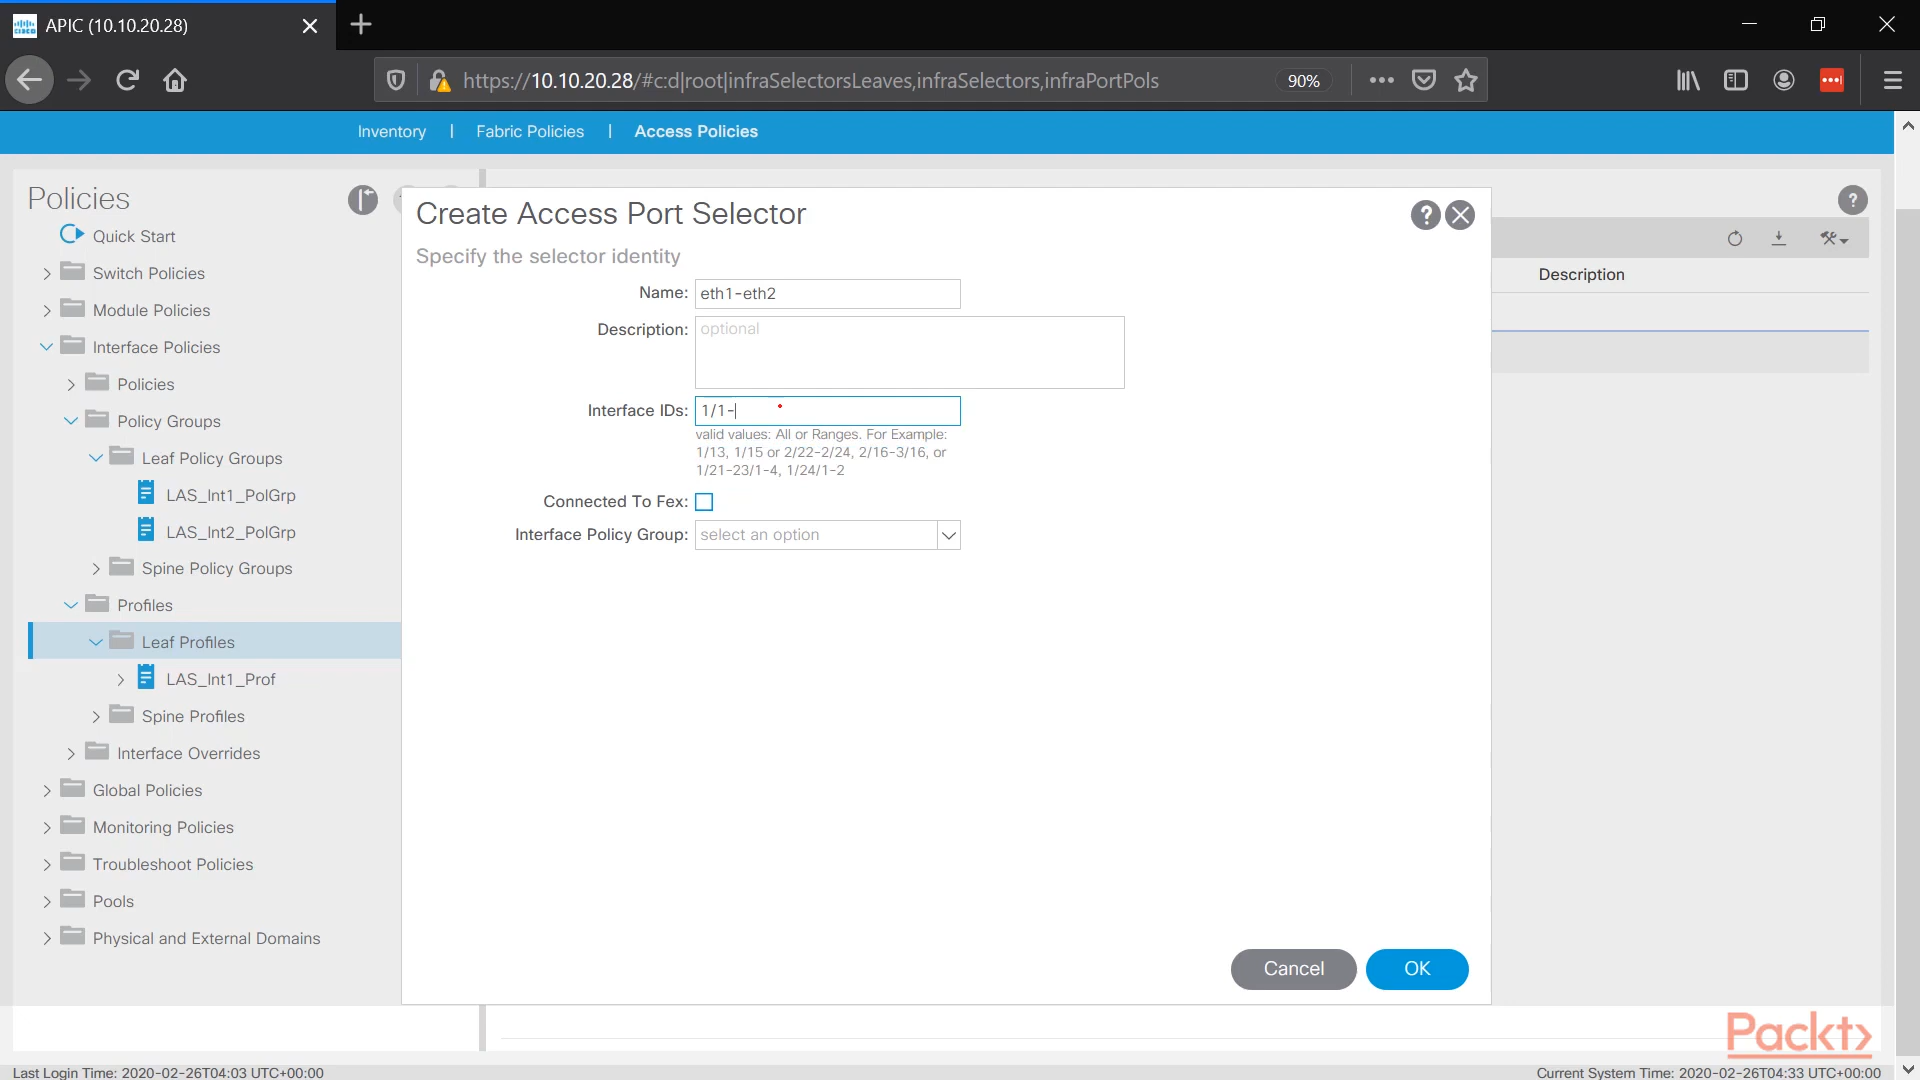 APIC (10.10.20.28)
https://10.10.20.28/#c:d|root|infraSelectorsLeaves,infraSelectors,infraPortPols
90%
Inventory | Fabric Policies | Access Policies
Policies
Quick Start
Switch Policies
Module Policies
Interface Policies
Policies
Policy Groups
Leaf Policy Groups
LAS_Int1_PolGrp
LAS_Int2_PolGrp
Spine Policy Groups
Profiles
Leaf Profiles
LAS_Int1_Prof
Spine Profiles
Interface Overrides
Global Policies
Monitoring Policies
Troubleshoot Policies
Pools
Physical and External Domains
Create Access Port Selector
Specify the selector identity
Name: eth1-eth2
Description: optional
Interface IDs: 1/1-
valid values: All or Ranges. For Example:
1/13, 1/15 or 2/22-2/24, 2/16-3/16, or
1/21-23/1-4, 1/24/1-2
Connected To Fex:
Interface Policy Group: select an option
Cancel
OK
Description
Packt>
Last Login Time: 2020-02-26T04:03 UTC+00:00
Current System Time: 2020-02-26T04:33 UTC+00:00